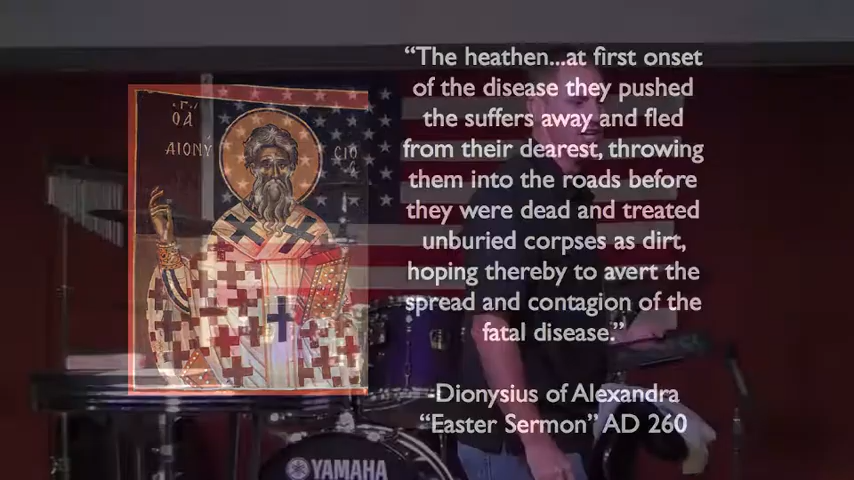 “The heathen...at first onset
of the disease they pushed
the suffers away and fled
from their dearest, throwing
them into the roads before
they were dead and treated
unburied corpses as dirt,
hoping thereby to avert the
spread and contagion of the
fatal disease.”
-Dionysius of Alexandra
“Easter Sermon” AD 260
ΔΙΟΝΥ
CΙΟ
YAMAHA